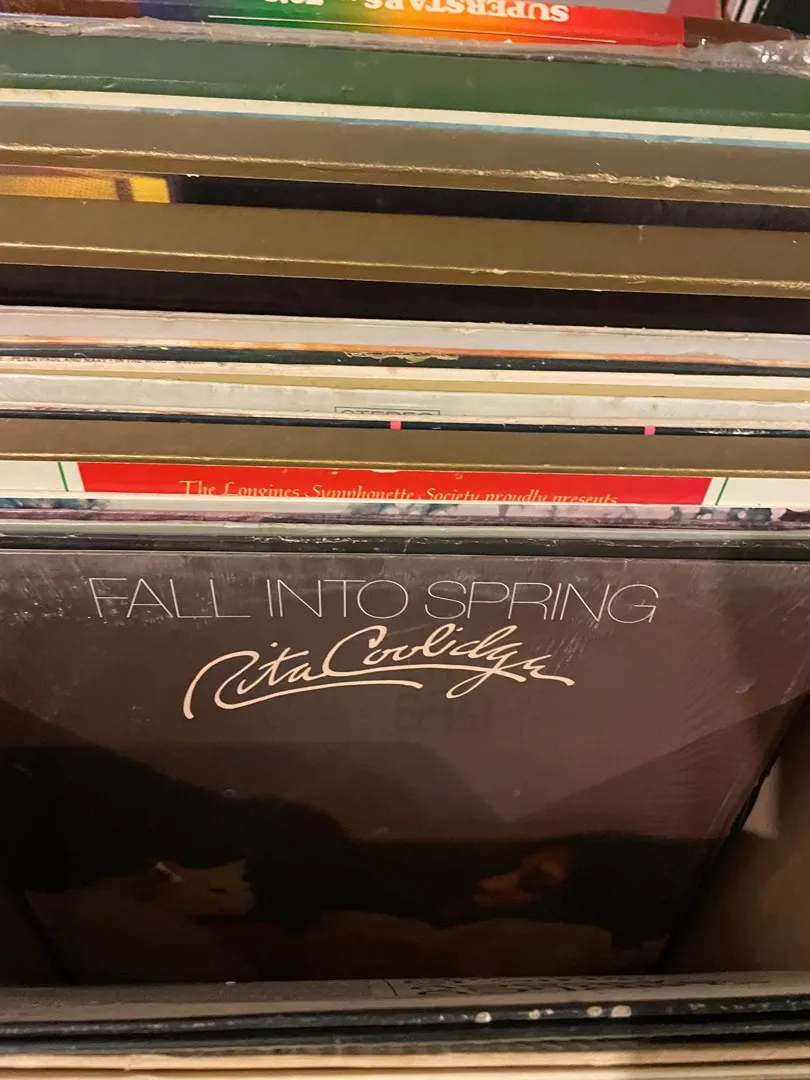 SUPERSTARS
STEREO
The Longines Symphonette Society proudly presents
FALL INTO SPRING
Rita Coolidge